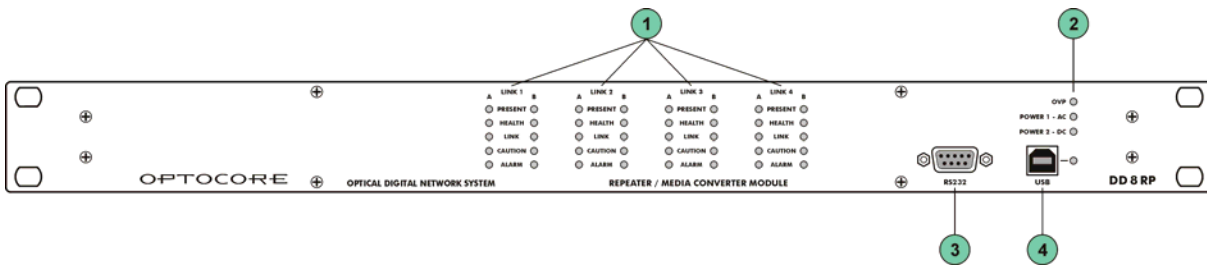 1
2
LINK 1 LINK 2 LINK 3 LINK 4
A B A B A B A B
PRESENT PRESENT PRESENT PRESENT
HEALTH HEALTH HEALTH HEALTH
LINK LINK LINK LINK
CAUTION CAUTION CAUTION CAUTION
ALARM ALARM ALARM ALARM
OVP
POWER 1 - AC
POWER 2 - DC
OPTOCORE
OPTICAL DIGITAL NETWORK SYSTEM
REPEATER / MEDIA CONVERTER MODULE
RS232
USB
DD 8 RP
3
4